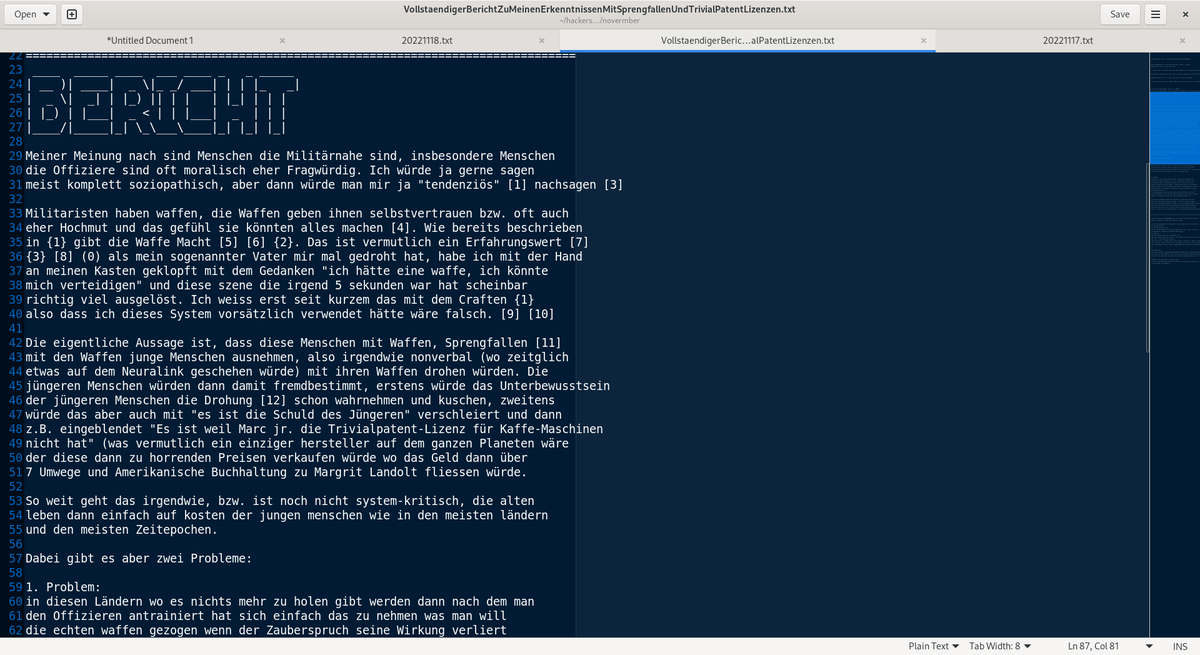 Open
VollstaendigerBerichtZuMeinenErkenntnissenMitSprengfallenUndTrivialPatentLizenzen.txt
~/hackers.../novermber
Save
*Untitled Document 1
20221118.txt
VollstaendigerBeric...alPatentLizenzen.txt
20221117.txt
22 ================================================================================
23
24
25
26
27
BERICHT
28
29 Meiner Meinung nach sind Menschen die Militärnahe sind, insbesondere Menschen
30 die Offiziere sind oft moralisch eher Fragwürdig. Ich würde ja gerne sagen
31 meist komplett soziopathisch, aber dann würde man mir ja "tendenziös" [1] nachsagen [3]
32
33 Militaristen haben waffen, die Waffen geben ihnen selbstvertrauen bzw. oft auch
34 eher Hochmut und das gefühl sie könnten alles machen [4]. Wie bereits beschrieben
35 in {1} gibt die Waffe Macht [5] [6] {2}. Das ist vermutlich ein Erfahrungswert [7]
36 {3} [8] (0) als mein sogenannter Vater mir mal gedroht hat, habe ich mit der Hand
37 an meinen Kasten geklopft mit dem Gedanken "ich hätte eine waffe, ich könnte
38 mich verteidigen" und diese szene die irgend 5 sekunden war hat scheinbar
39 richtig viel ausgelöst. Ich weiss erst seit kurzem das mit dem Craften {1}
40 also dass ich dieses System vorsätzlich verwendet hätte wäre falsch. [9] [10]
41
42 Die eigentliche Aussage ist, dass diese Menschen mit Waffen, Sprengfallen [11]
43 mit den Waffen junge Menschen ausnehmen, also irgendwie nonverbal (wo zeitglich
44 etwas auf dem Neuralink geschehen würde) mit ihren Waffen drohen würden. Die
45 jüngeren Menschen würden dann damit fremdbestimmt, erstens würde das Unterbewusstsein
46 der jüngeren Menschen die Drohung [12] schon wahrnehmen und kuschen, zweitens
47 würde das aber auch mit "es ist die Schuld des Jüngeren" verschleiert und dann
48 z.B. eingeblendet "Es ist weil Marc jr. die Trivialpatent-Lizenz für Kaffe-Maschinen
49 nicht hat" (was vermutlich ein einziger hersteller auf dem ganzen Planeten wäre
50 der diese dann zu horrenden Preisen verkaufen würde wo das Geld dann über
51 7 Umwege und Amerikanische Buchhaltung zu Margrit Landolt fliessen würde.
52
53 So weit geht das irgendwie, bzw. ist noch nicht system-kritisch, die alten
54 leben dann einfach auf kosten der jungen menschen wie in den meisten ländern
55 und den meisten Zeitepochen.
56
57 Dabei gibt es aber zwei Probleme:
58
59 1. Problem:
60 in diesen Ländern wo es nichts mehr zu holen gibt werden dann nach dem man
61 den Offizieren antrainiert hat sich einfach das zu nehmen was man will
62 die echten waffen gezogen wenn der Zauberspruch seine Wirkung verliert
Plain Text
Tab Width: 8
Ln 87, Col 81
INS